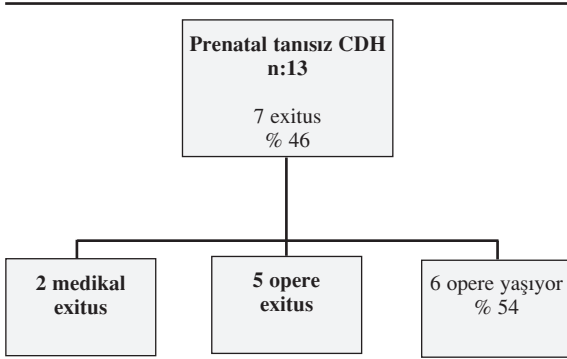 Prenatal tanısız CDH
n:13
7 exitus
% 46
2 medikal
exitus
5 opere
exitus
6 opere yaşıyor
% 54